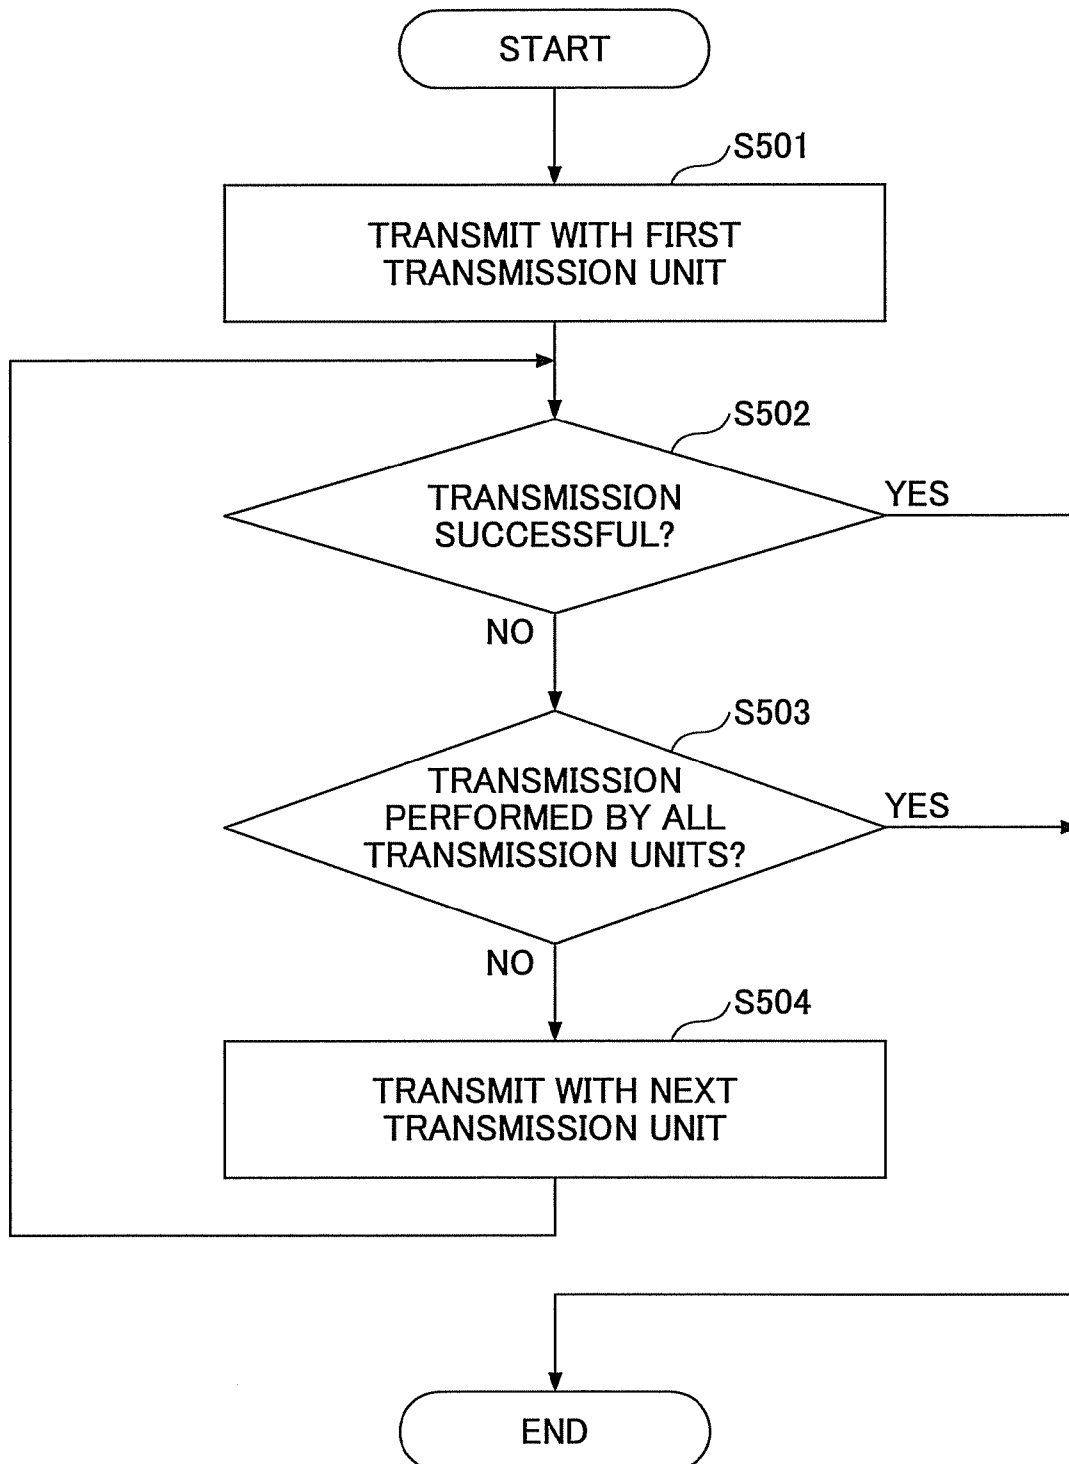 START
S501
TRANSMIT WITH FIRST
TRANSMISSION UNIT
S502
TRANSMISSION
SUCCESSFUL?
YES
NO
S503
TRANSMISSION
PERFORMED BY ALL
TRANSMISSION UNITS?
YES
NO
S504
TRANSMIT WITH NEXT
TRANSMISSION UNIT
END